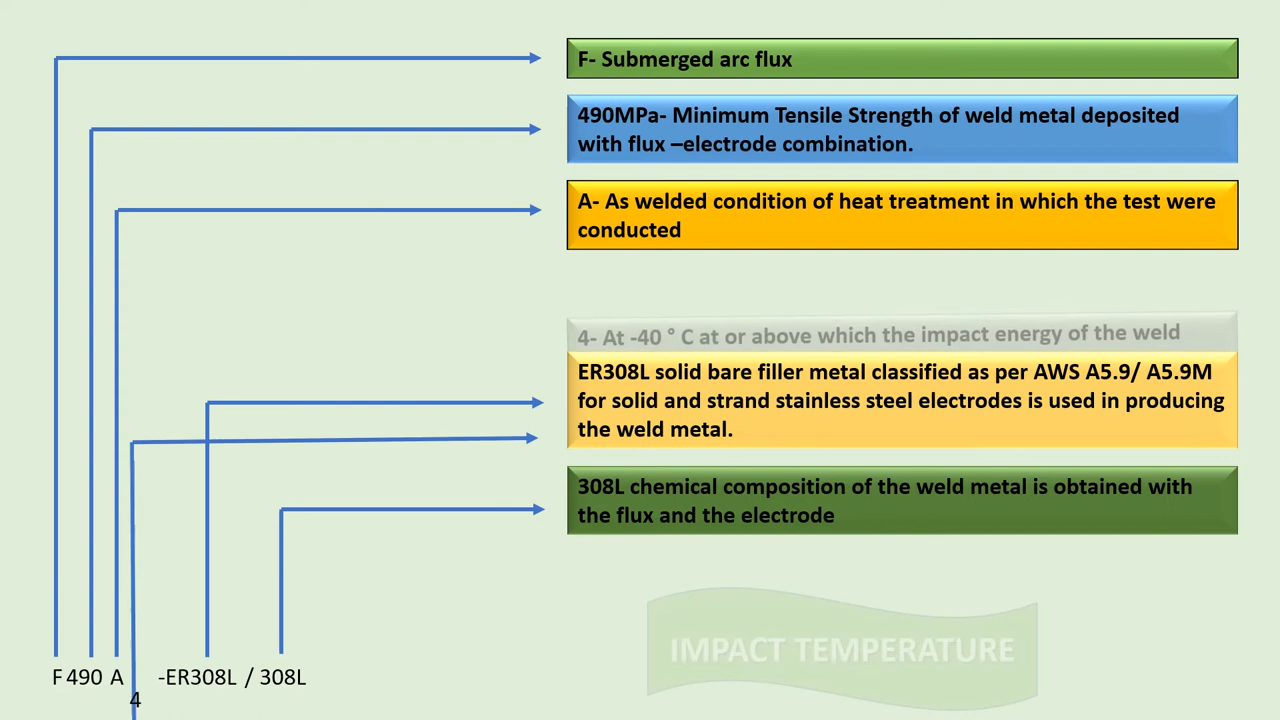 F- Submerged arc flux
490MPa- Minimum Tensile Strength of weld metal deposited
with flux –electrode combination.
A- As welded condition of heat treatment in which the test were
conducted
4- At -40 ° C at or above which the impact energy of the weld
ER308L solid bare filler metal classified as per AWS A5.9/ A5.9M
for solid and strand stainless steel electrodes is used in producing
the weld metal.
308L chemical composition of the weld metal is obtained with
the flux and the electrode
IMPACT TEMPERATURE
F 490 A -ER308L / 308L
4